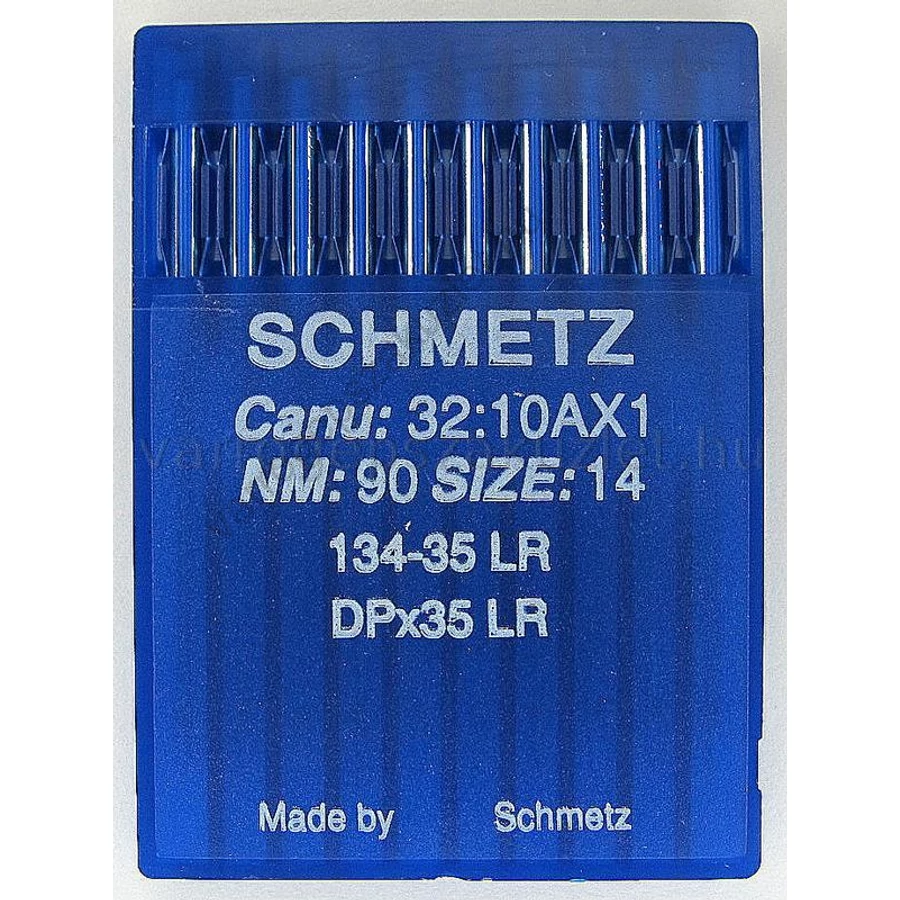 SCHMETZ
Canu: 32:10AX1
NM: 90 SIZE: 14
134-35 LR
DPx35 LR
Made by Schmetz